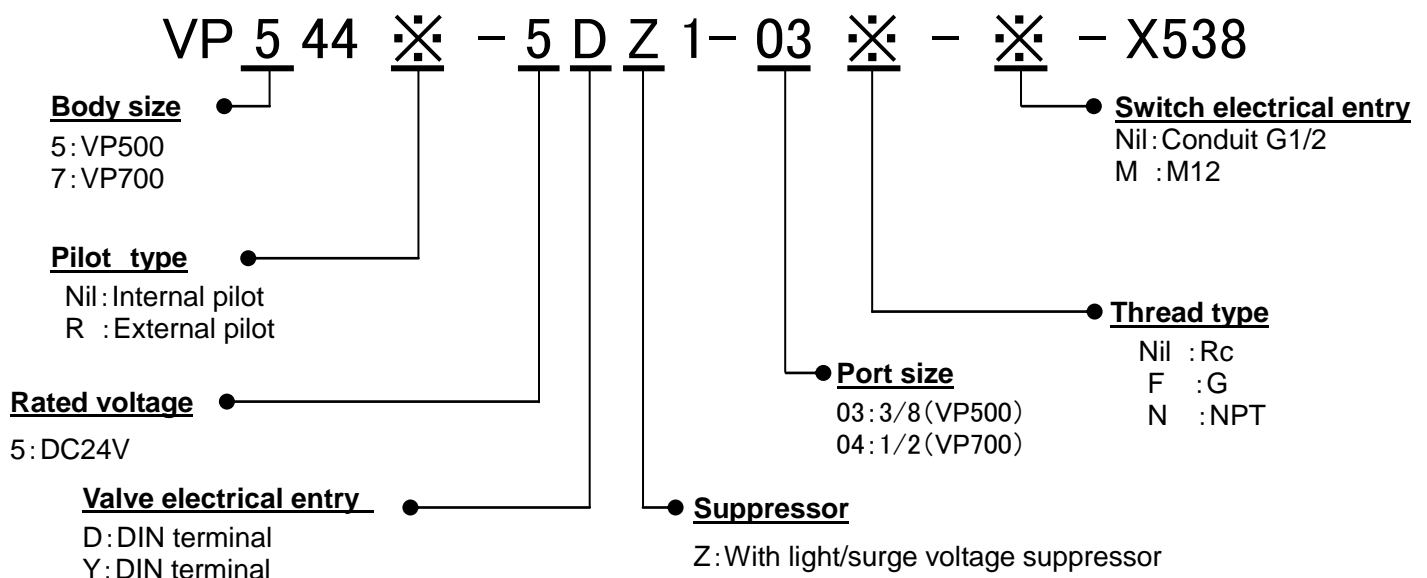 VP 5 44 ※ - 5 D Z 1- 03 ※ - ※ - X538
Body size
5:VP500
7:VP700
Switch electrical entry
Nil:Conduit G1/2
M :M12
Pilot type
Nil:Internal pilot
R :External pilot
Thread type
Nil :Rc
F :G
N :NPT
Port size
03:3/8(VP500)
04:1/2(VP700)
Rated voltage
5:DC24V
Valve electrical entry
D:DIN terminal
Y:DIN terminal
Suppressor
Z:With light/surge voltage suppressor